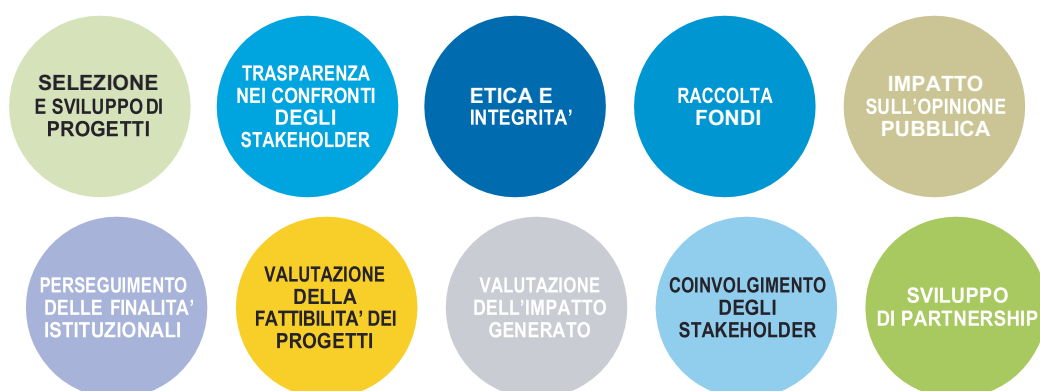 SELEZIONE
E SVILUPPO DI
PROGETTI
TRASPARENZA
NEI CONFRONTI
DEGLI
STAKEHOLDER
ETICA E
INTEGRITA’
RACCOLTA
FONDI
IMPATTO
SULL’OPINIONE
PUBBLICA
PERSEGUIMENTO
DELLE FINALITA’
ISTITUZIONALI
VALUTAZIONE
DELLA
FATTIBILITA’ DEI
PROGETTI
VALUTAZIONE
DELL’IMPATTO
GENERATO
COINVOLGIMENTO
DEGLI
STAKEHOLDER
SVILUPPO
DI PARTNERSHIP